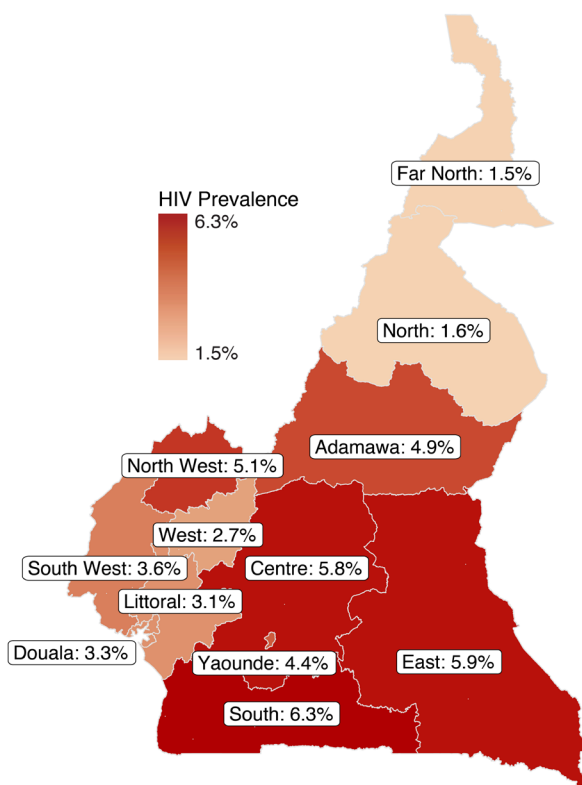 Far North: 1.5%
HIV Prevalence
6.3%
North: 1.6%
1.5%
Adamawa: 4.9%
North West: 5.1%
West: 2.7%
South West: 3.6%
Centre: 5.8%
Littoral: 3.1%
Douala: 3.3%
Yaounde: 4.4%
East: 5.9%
South: 6.3%